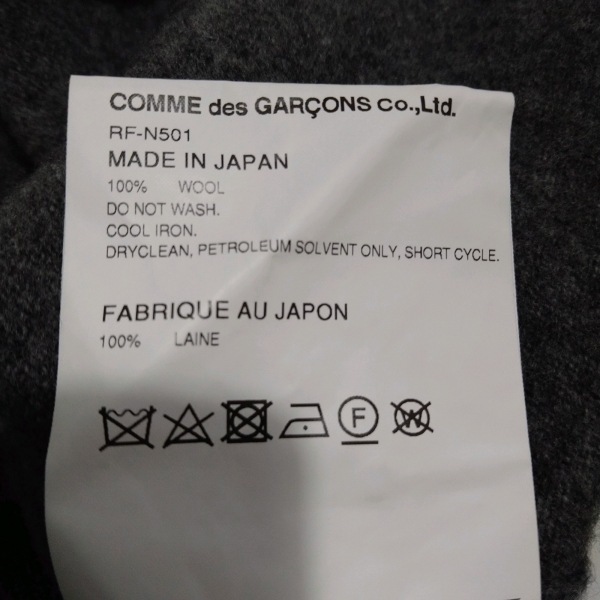 COMME des GARÇONS CO.,Ltd.
RF-N501
MADE IN JAPAN
100% WOOL
DO NOT WASH.
COOL IRON.
DRYCLEAN, PETROLEUM SOLVENT ONLY, SHORT CYCLE.
FABRIQUE AU JAPON
100% LAINE
F W